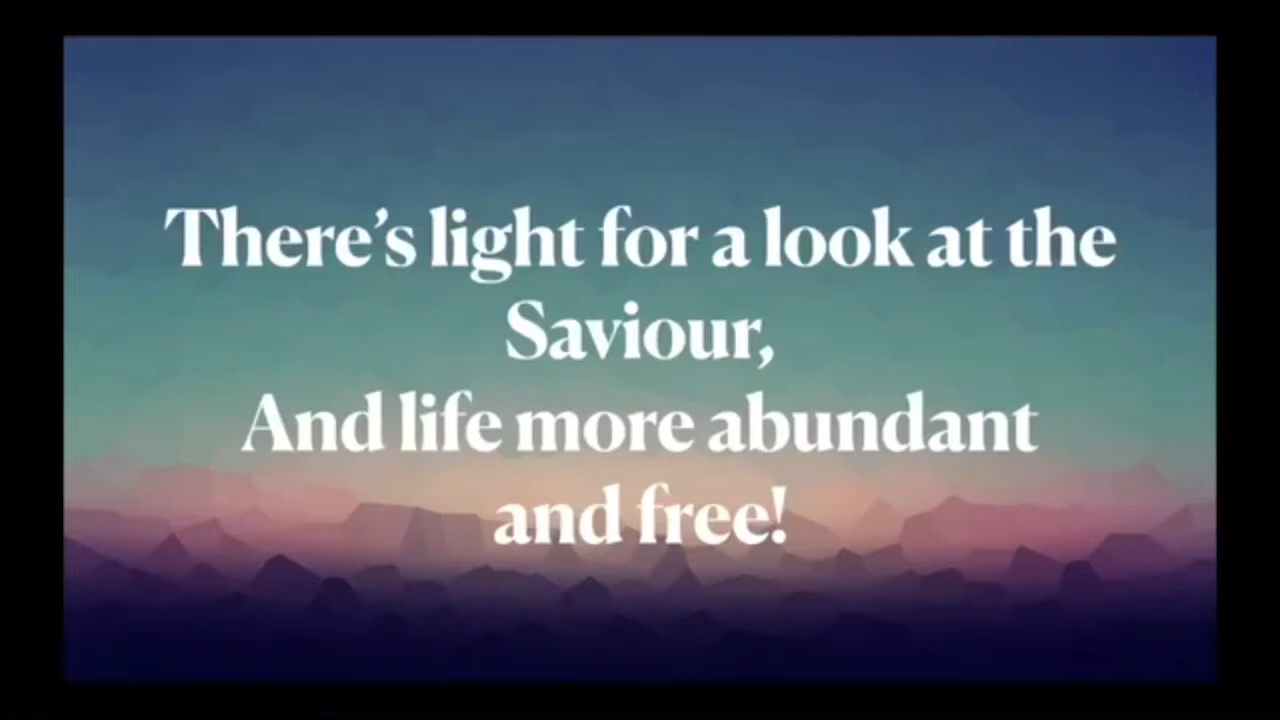 There’s light for a look at the
Saviour,
And life more abundant
and free!